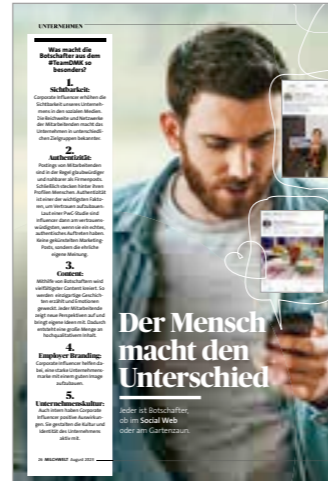 UNTERNEHMEN
Was macht die
Botschafter aus dem
#TeamDMK so
besonders?
1.
Sichtbarkeit:
Corporate Influencer erhöhen die
Sichtbarkeit unseres Unterneh-
mens in den sozialen Medien.
Die Reichweite und Netzwerke
der Mitarbeitenden macht das
Unternehmen in unterschiedli-
chen Zielgruppen bekannter.
2.
Authentizität:
Postings von Mitarbeitenden
sind in der Regel glaubwürdiger
und nahbarer als Firmenposts.
Schließlich stecken hinter ihren
Profilen Menschen. Authentizität
ist einer der wichtigsten Fakto-
ren, um Vertrauen aufzubauen.
Laut einer PwC-Studie sind
Influencer dann am vertrauens-
würdigsten, wenn sie ein echtes,
authentisches Auftreten haben.
Keine gekünstelten Marketing-
Posts, sondern die ehrliche
eigene Meinung.
3.
Content:
Mithilfe von Botschaftern wird
vielfältigster Content kreiert. So
werden einzigartige Geschich-
ten erzählt und Emotionen
geweckt. Jeder Mitarbeitende
zeigt neue Perspektiven auf und
bringt eigene Ideen mit. Dadurch
entsteht eine große Menge an
hochqualitativem Inhalt.
4.
Employer Branding:
Corporate Influencer helfen da-
bei, eine starke Unternehmens-
marke mit einem guten Image
aufzubauen.
5.
Unternehmenskultur:
Auch intern haben Corporate
Influencer positive Auswirkun-
gen. Sie gestalten die Kultur und
Identität des Unternehmens
aktiv mit.
Der Mensch
macht den
Unterschied
Jeder ist Botschafter,
ob im Social Web
oder am Gartenzaun.
MILCHWELT August 2023